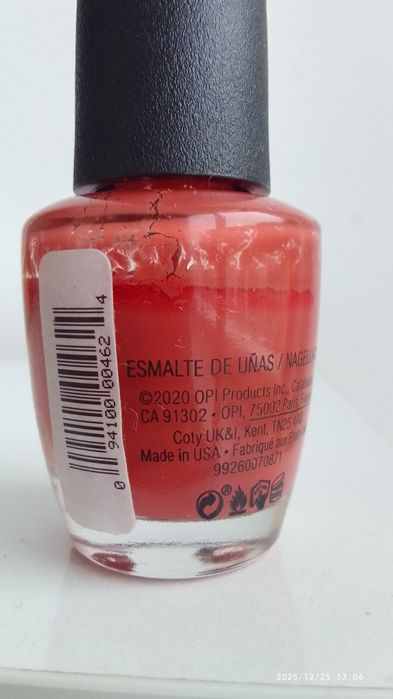 ESMALTE DE UÑAS /
©2020 OPI Products Inc.,
CA 91302 • OPI, 75002 Paris,
Coty UK&I, Kent, TN25
Made in USA • Fabriqué aux
99260070871
0 94100 00462 4
2025/12/25 13:06